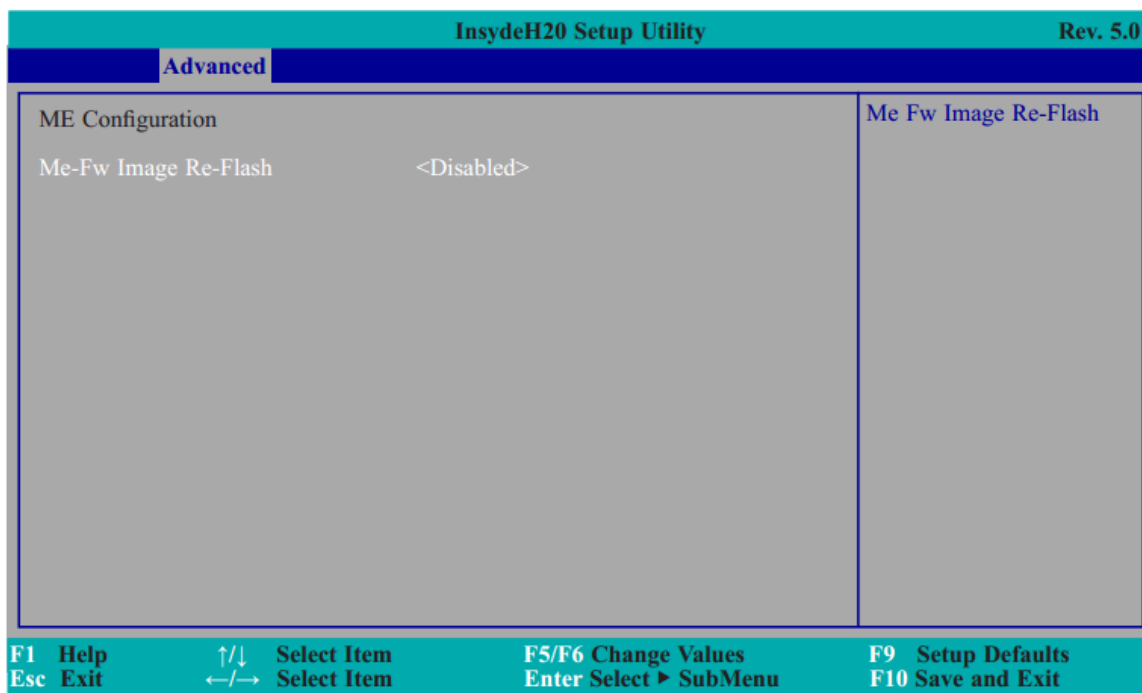 InsydeH20 Setup Utility Rev. 5.0
Advanced
ME Configuration
Me-Fw Image Re-Flash <Disabled>
Me Fw Image Re-Flash
F1 Help ↑/↓ Select Item F5/F6 Change Values F9 Setup Defaults
Esc Exit ←/→ Select Item Enter Select ▶ SubMenu F10 Save and Exit